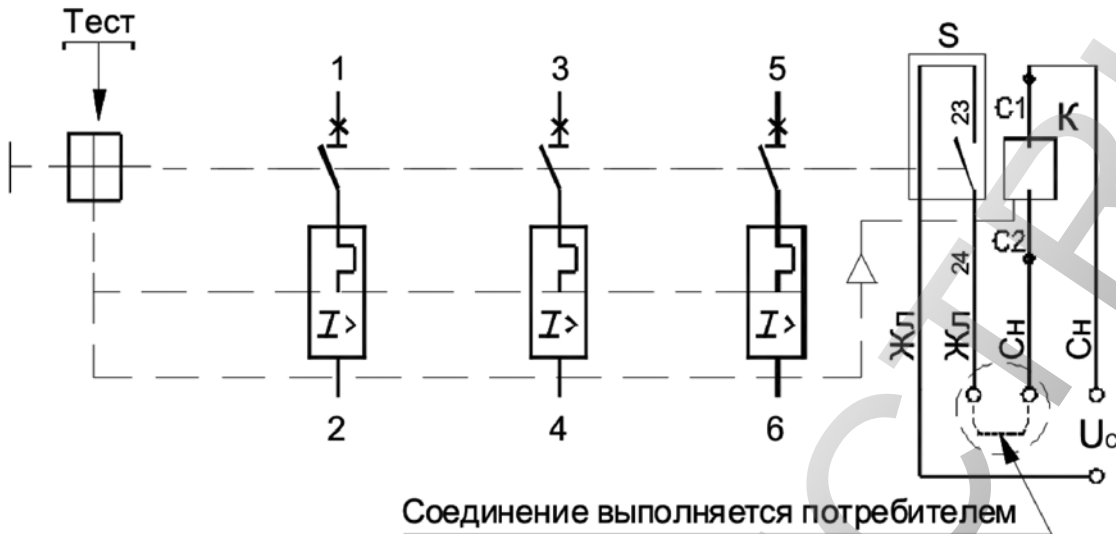 Тест
S
1
3
5
23
C1
K
C2
24
I>
I>
I>
Жл
Жл
Сн
Сн
2
4
6
Uc
Соединение выполняется потребителем